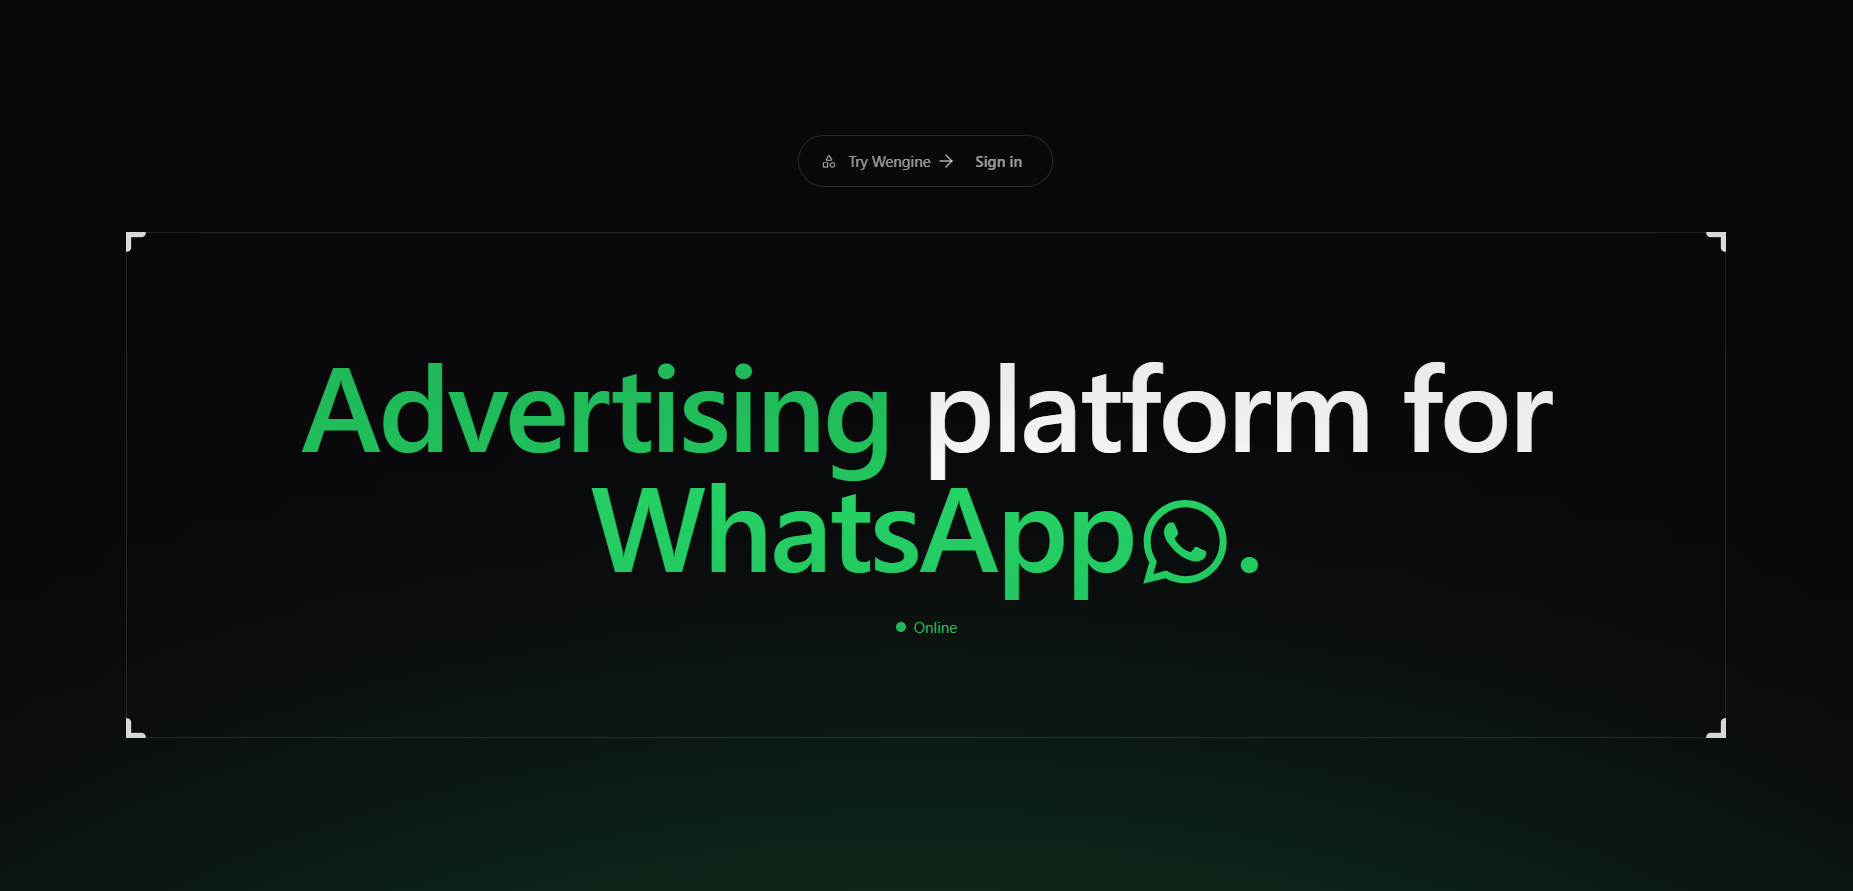 Try Wengine → Sign in
Advertising platform for
WhatsApp.
Online